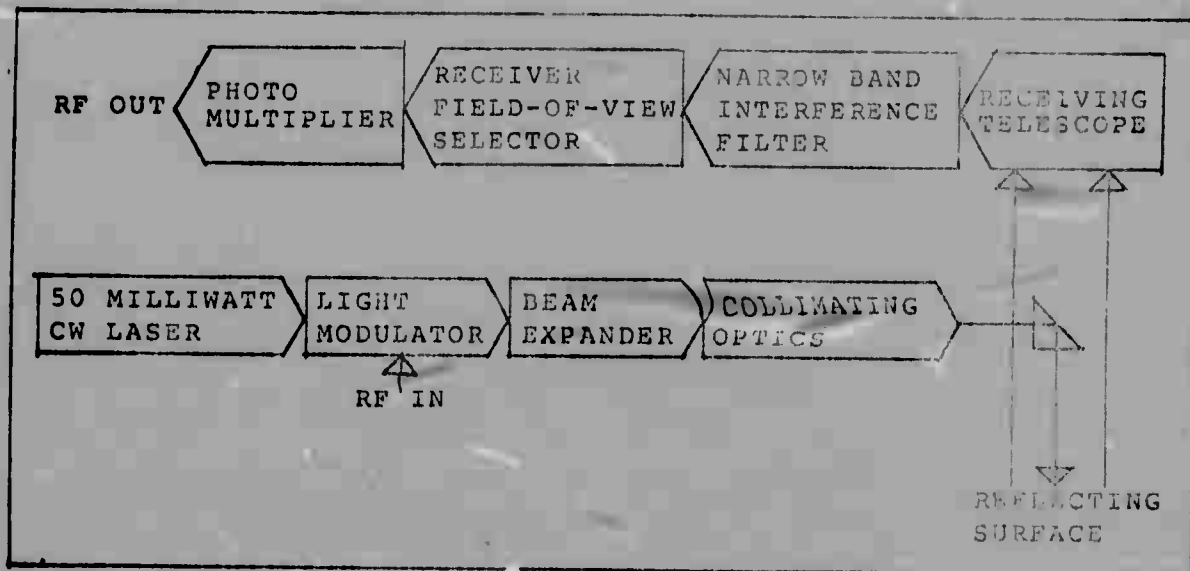 RF OUT
PHOTO
MULTIPLIER
RECEIVER
FIELD-OF-VIEW
SELECTOR
NARROW BAND
INTERFERENCE
FILTER
RECEIVING
TELESCOPE
50 MILLIWATT
CW LASER
LIGHT
MODULATOR
BEAM
EXPANDER
COLLIMATING
OPTICS
RF IN
REFLECTING
SURFACE